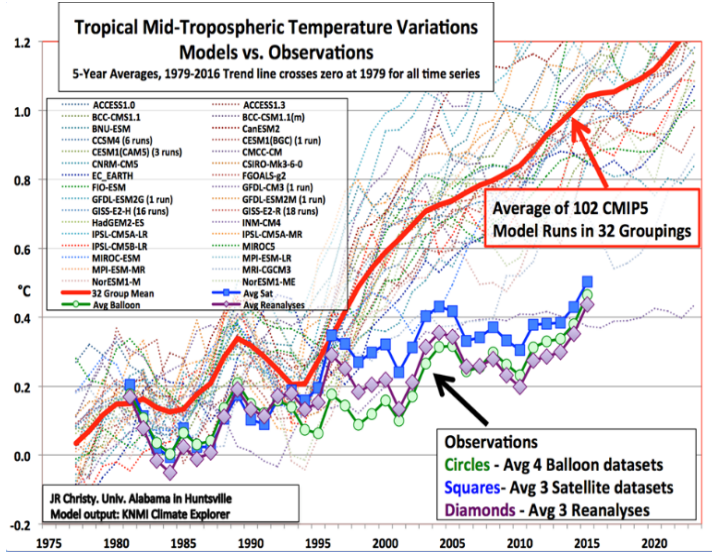 Tropical Mid-Tropospheric Temperature Variations
Models vs. Observations
5-Year Averages, 1979-2016 Trend line crosses zero at 1979 for all time series
1.2
1.0
0.8
0.6
°C
0.4
0.2
0.0
-0.2
ACCESS1.0 ACCESS1.3
BCC-CMS1.1 BCC-CSM1.1(m)
BNU-ESM CanESM2
CCSM4 (6 runs) CESM1(BGC) (1 run)
CESM1(CAM5) (3 runs) CMCC-CM
CNRM-CM5 CSIRO-Mk3-6-0
EC_EARTH FGOALS-g2
FIO-ESM GFDL-CM3 (1 run)
GFDL-ESM2G (1 run) GFDL-ESM2M (1 run)
GISS-E2-H (16 runs) GISS-E2-R (18 runs)
HadGEM2-ES INM-CM4
IPSL-CM5A-LR IPSL-CM5A-MR
IPSL-CM5B-LR MIROC5
MIROC-ESM MPI-ESM-LR
MPI-ESM-MR MRI-CGCM3
NorESM1-M NorESM1-ME
32 Group Mean Avg Sat
Avg Balloon Avg Reanalyses
Average of 102 CMIP5
Model Runs in 32 Groupings
Observations
Circles - Avg 4 Balloon datasets
Squares- Avg 3 Satellite datasets
Diamonds - Avg 3 Reanalyses
JR Christy. Univ. Alabama in Huntsville
Model output: KNMI Climate Explorer
1975 1980 1985 1990 1995 2000 2005 2010 2015 2020